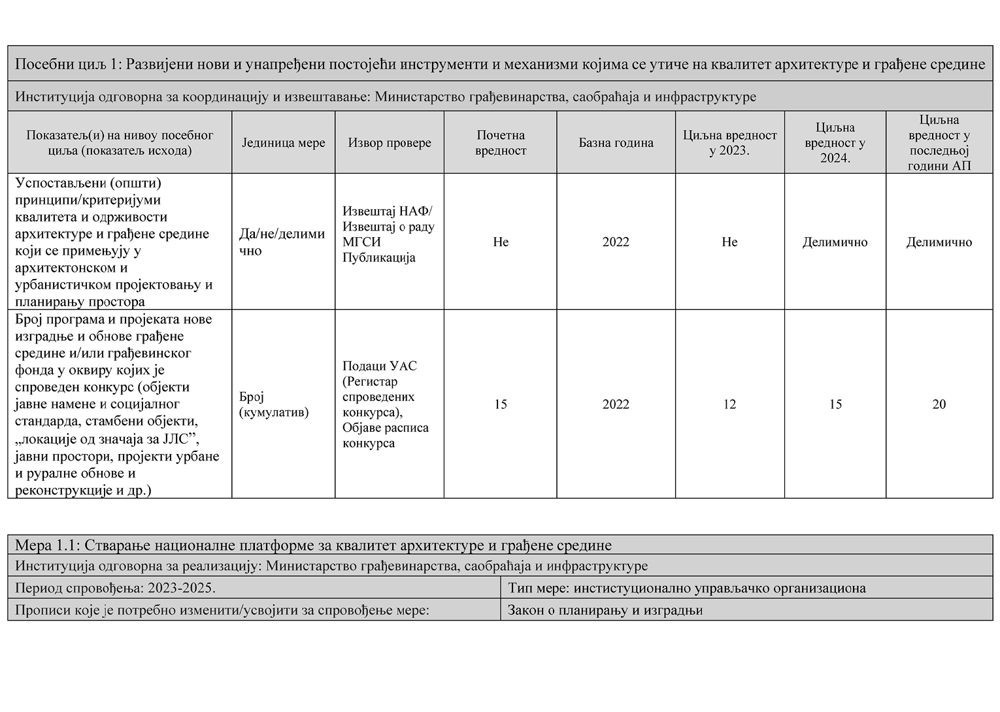 Посебни циљ 1: Развијени нови и унапређени постојећи инструменти и механизми којима се утиче на квалитет архитектуре и грађене средине
Институција одговорна за координацију и извештавање: Министарство грађевинарства, саобраћаја и инфраструктуре
Показатељ(и) на нивоу посебног
циља (показатељ исхода)
Јединица мере
Извор провере
Почетна
вредност
Базна година
Циљна вредност
у 2023.
Циљна
вредност у
2024.
Циљна
вредност у
последњој
години АП
Успостављени (општи)
принципи/критеријуми
квалитета и одрживости
архитектуре и грађене средине
који се примењују у
архитектонском и
урбанистичком пројектовању и
планирању простора
Да/не/делими
чно
Извештај НАФ/
Извештај о раду
МГСИ
Публикација
Не
2022
Не
Делимично
Делимично
Број програма и пројеката нове
изградње и обнове грађене
средине и/или грађевинског
фонда у оквиру којих је
спроведен конкурс (објекти
јавне намене и социјалног
стандарда, стамбени објекти,
„локације од значаја за ЈЛС”,
јавни простори, пројекти урбане
и руралне обнове и
реконструкције и др.)
Број
(кумулатив)
Подаци УАС
(Регистар
спроведених
конкурса),
Објаве расписа
конкурса
15
2022
12
15
20
Мера 1.1: Стварање националне платформе за квалитет архитектуре и грађене средине
Институција одговорна за реализацију: Министарство грађевинарства, саобраћаја и инфраструктуре
Период спровођења: 2023-2025.
Тип мере: инстистуционално управљачко организациона
Прописи које је потребно изменити/усвојити за спровођење мере:
Закон о планирању и изградњи